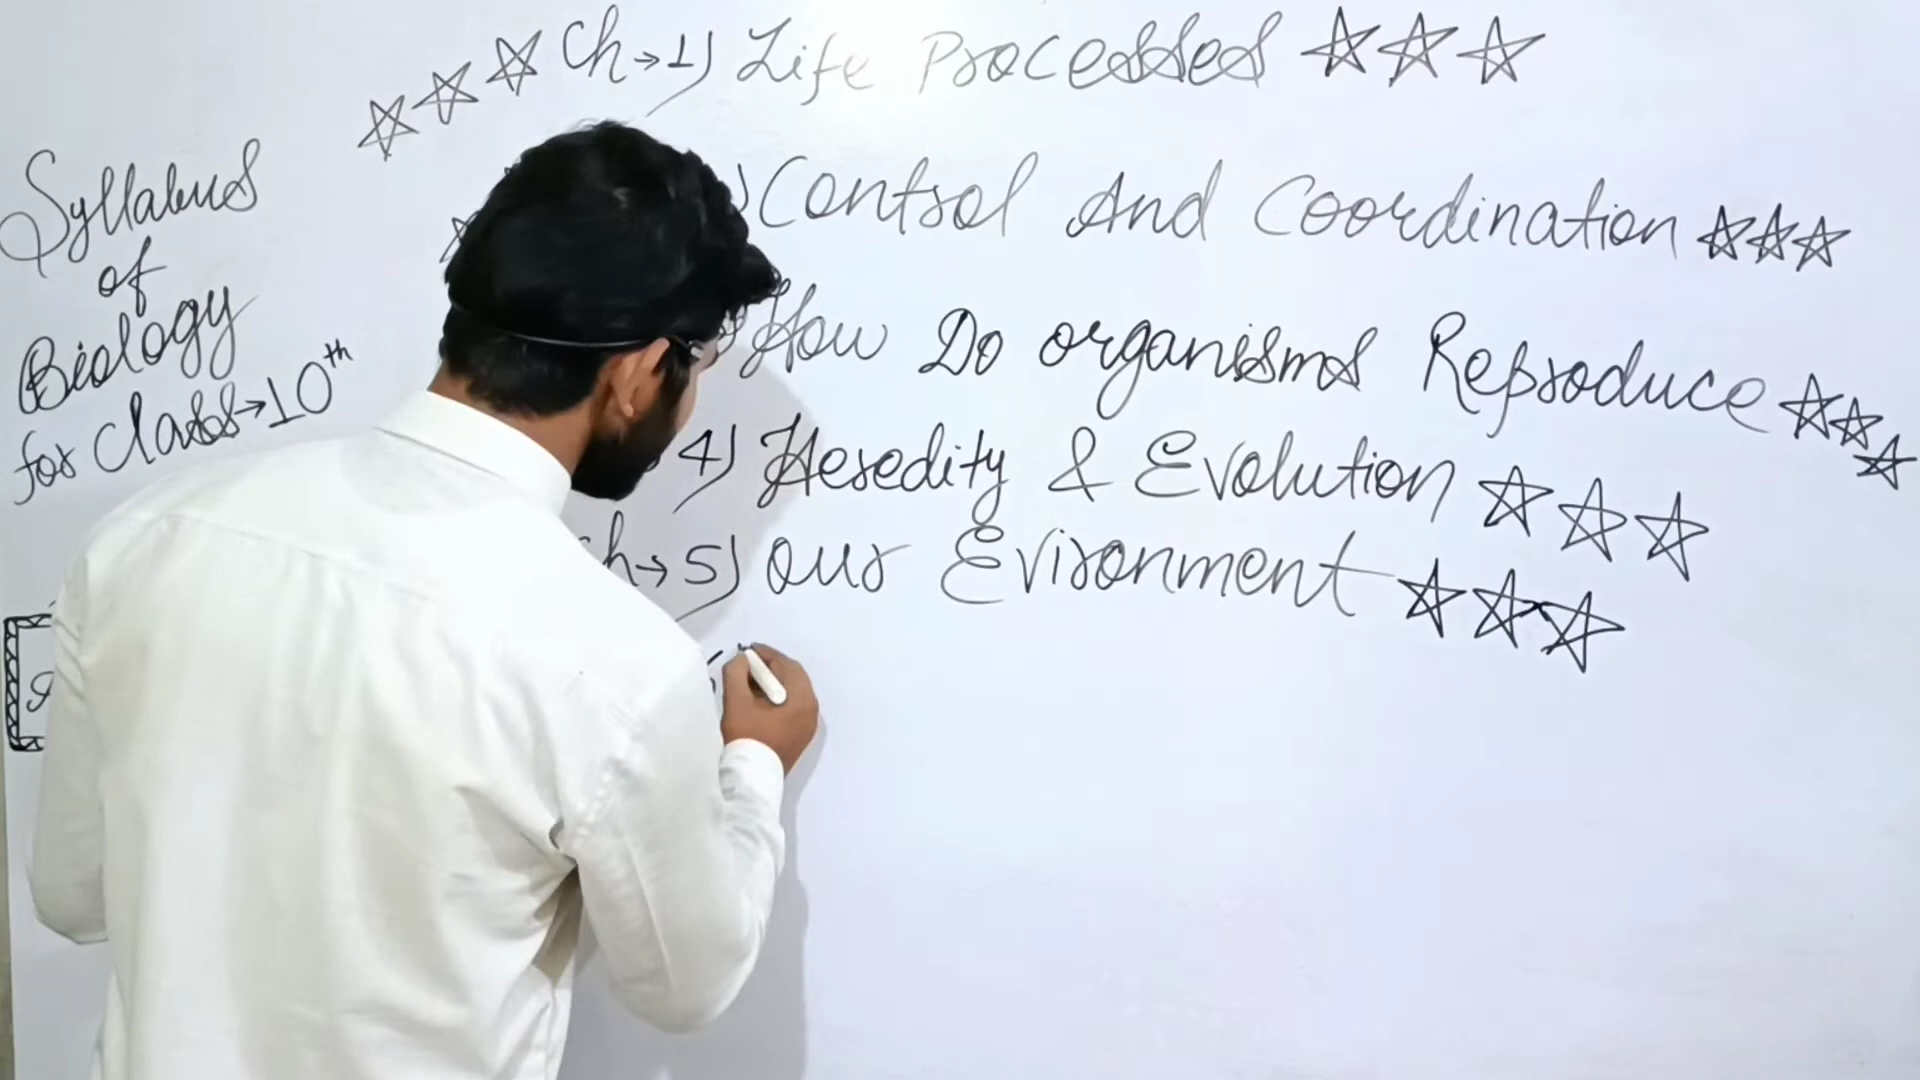 Syllabus
of
Biology
for Class→10th
Ch→1) Life Processes
Control And Coordination
How Do organisms Reproduce
4) Heredity & Evolution
Ch→5) Our Evironment